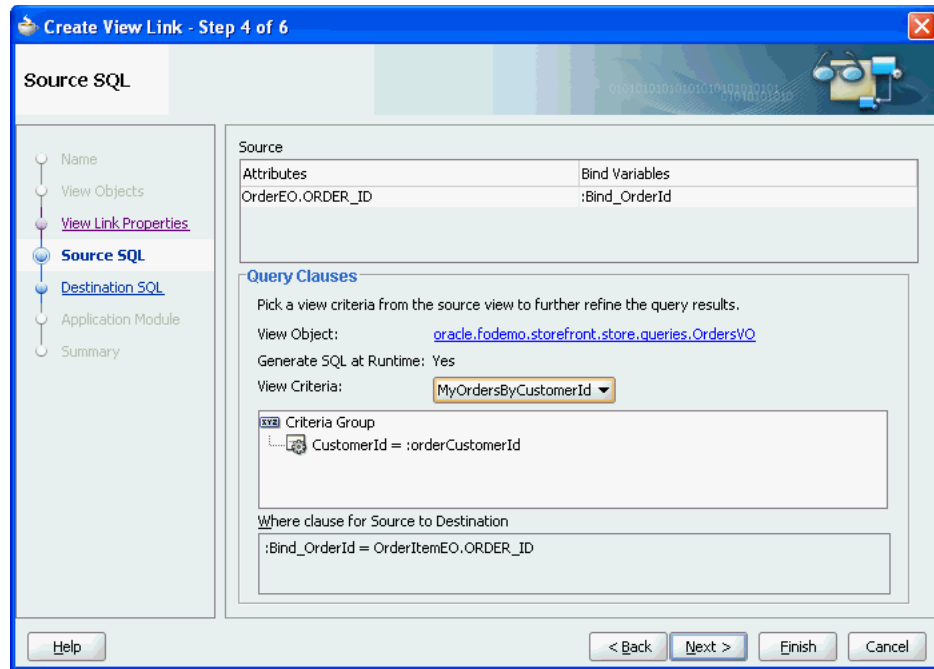 Create View Link - Step 4 of 6
Source SQL
Name
View Objects
View Link Properties
Source SQL
Destination SQL
Application Module
Summary
Source
Attributes Bind Variables
OrderEO.ORDER_ID :Bind_OrderId
Query Clauses
Pick a view criteria from the source view to further refine the query results.
View Object: oracle.fodemo.storefront.store.queries.OrdersVO
Generate SQL at Runtime: Yes
View Criteria: MyOrdersByCustomerId
XYZ Criteria Group
CustomerId = :orderCustomerId
Where clause for Source to Destination
:Bind_OrderId = OrderItemEO.ORDER_ID
Help < Back Next > Finish Cancel